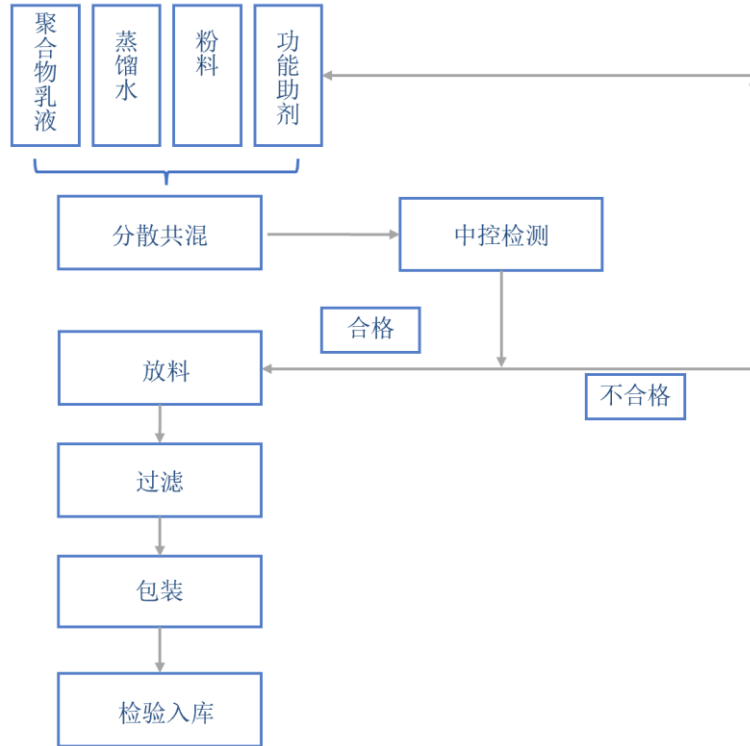 聚合物乳液
蒸馏水
粉料
功能助剂
分散共混
中控检测
合格
放料
不合格
过滤
包装
检验入库